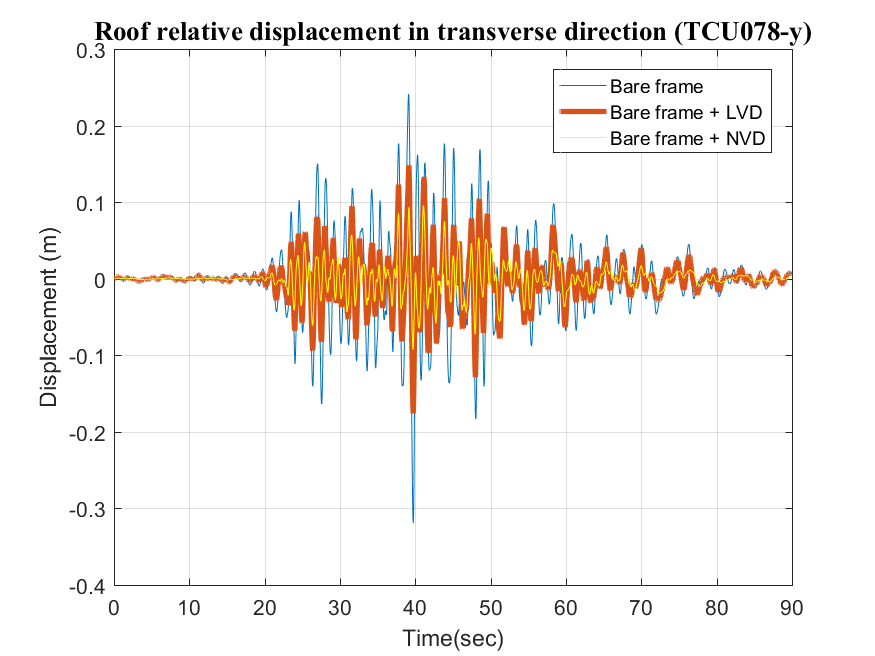 Roof relative displacement in transverse direction (TCU078-y)
0.3
Bare frame
Bare frame + LVD
Bare frame + NVD
0.2
0.1
0
-0.1
-0.2
-0.3
-0.4
Displacement (m)
0 10 20 30 40 50 60 70 80 90
Time(sec)